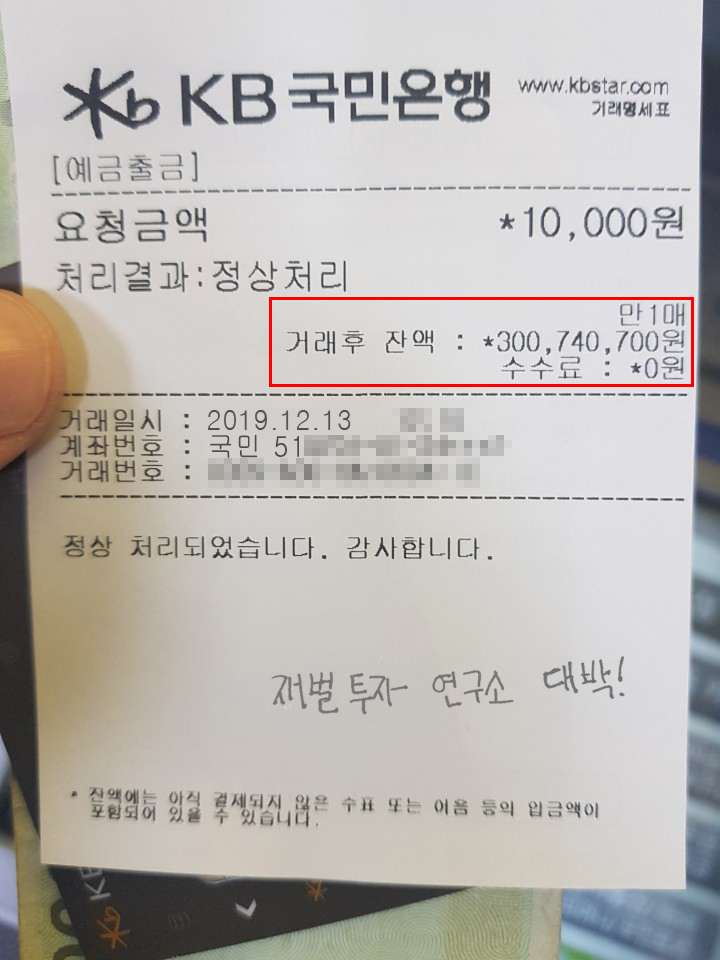 KB KB 국민은행 www.kbstar.com
거래명세표
[예금출금]
요청금액 *10,000원
처리결과:정상처리
만1매
거래후 잔액 : *300,740,700원
수수료 : *0원
거래일시 : 2019.12.13
계좌번호 : 국민 51
거래번호 :
정상 처리되었습니다. 감사합니다.
재벌 투자 연구소 대박!
* 잔액에는 아직 결제되지 않은 수표 또는 어음 등의 입금액이
포함되어 있을 수 있습니다.
KB